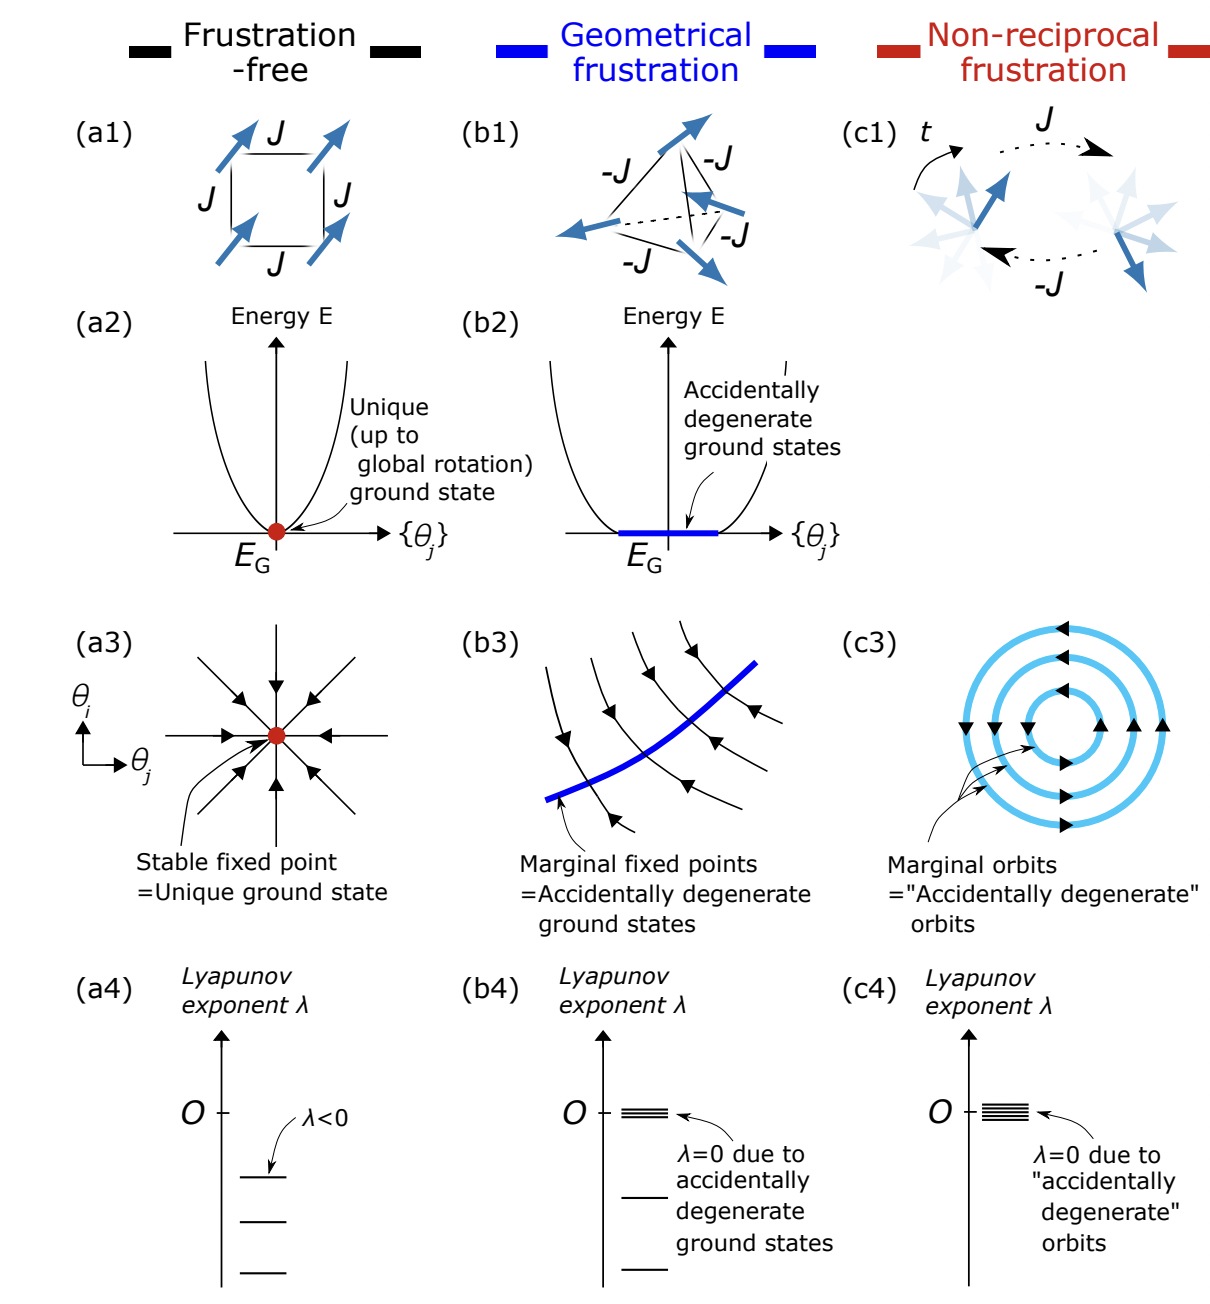 Frustration
-free
Geometrical
frustration
Non-reciprocal
frustration
(a1)
J
J
J
J
(b1)
-J
-J
-J
-J
(c1)
t
J
-J
(a2)
Energy E
Unique
(up to
global rotation)
ground state
{θj}
EG
(b2)
Energy E
Accidentally
degenerate
ground states
{θj}
EG
(a3)
θi
θj
Stable fixed point
=Unique ground state
(b3)
Marginal fixed points
=Accidentally degenerate
ground states
(c3)
Marginal orbits
="Accidentally degenerate"
orbits
(a4)
Lyapunov
exponent λ
O
λ<0
(b4)
Lyapunov
exponent λ
O
λ=0 due to
accidentally
degenerate
ground states
(c4)
Lyapunov
exponent λ
O
λ=0 due to
"accidentally
degenerate"
orbits